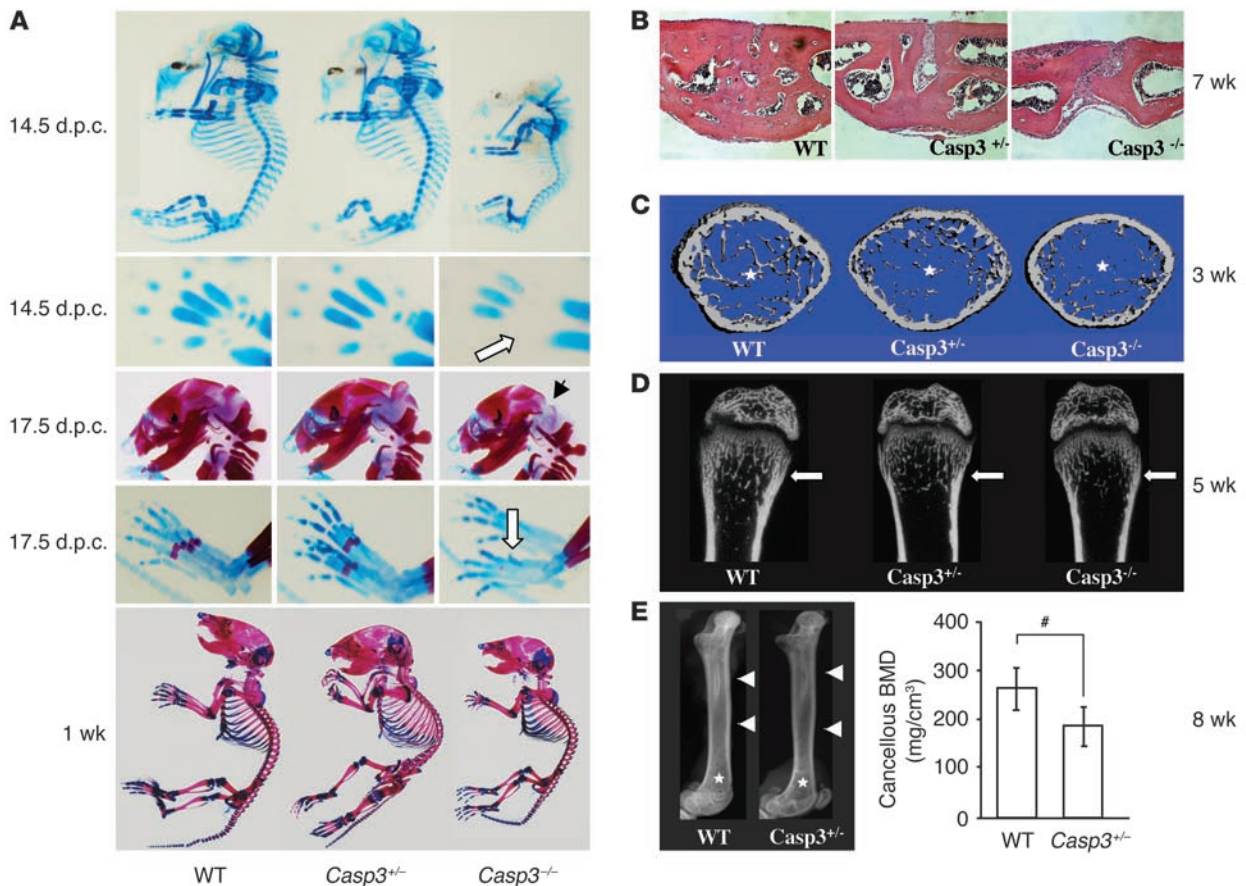 A
14.5 d.p.c.
14.5 d.p.c.
17.5 d.p.c.
17.5 d.p.c.
1 wk
WT Casp3+/– Casp3–/–
B
WT Casp3 +/- Casp3 -/-
7 wk
C
WT Casp3+/- Casp3-/-
3 wk
D
WT Casp3+/- Casp3-/-
5 wk
E
WT Casp3+/-
Cancellous BMD
(mg/cm3)
400
300
200
100
0
#
WT Casp3+/–
8 wk